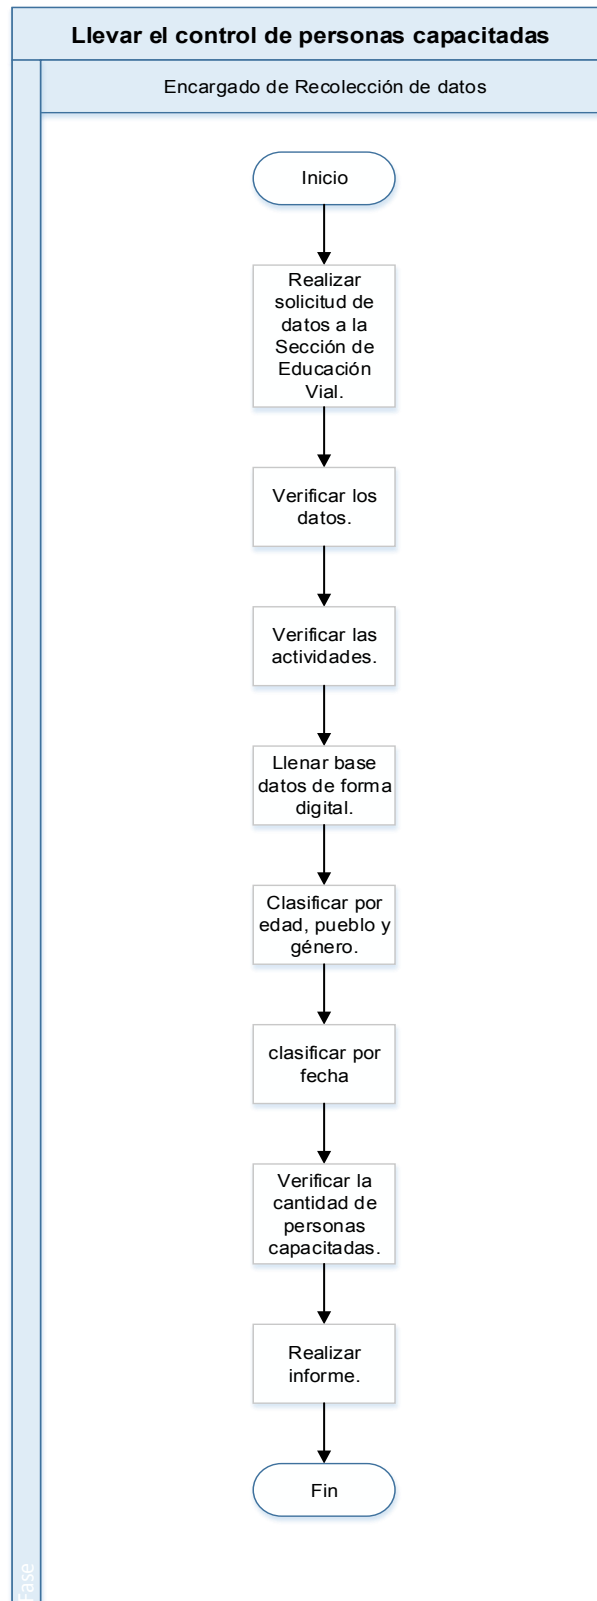 Llevar el control de personas capacitadas
Encargado de Recolección de datos
Inicio
Realizar
solicitud de
datos a la
Sección de
Educación
Vial.
Verificar los
datos.
Verificar las
actividades.
Llenar base
datos de forma
digital.
Clasificar por
edad, pueblo y
género.
clasificar por
fecha
Verificar la
cantidad de
personas
capacitadas.
Realizar
informe.
Fin
Fase